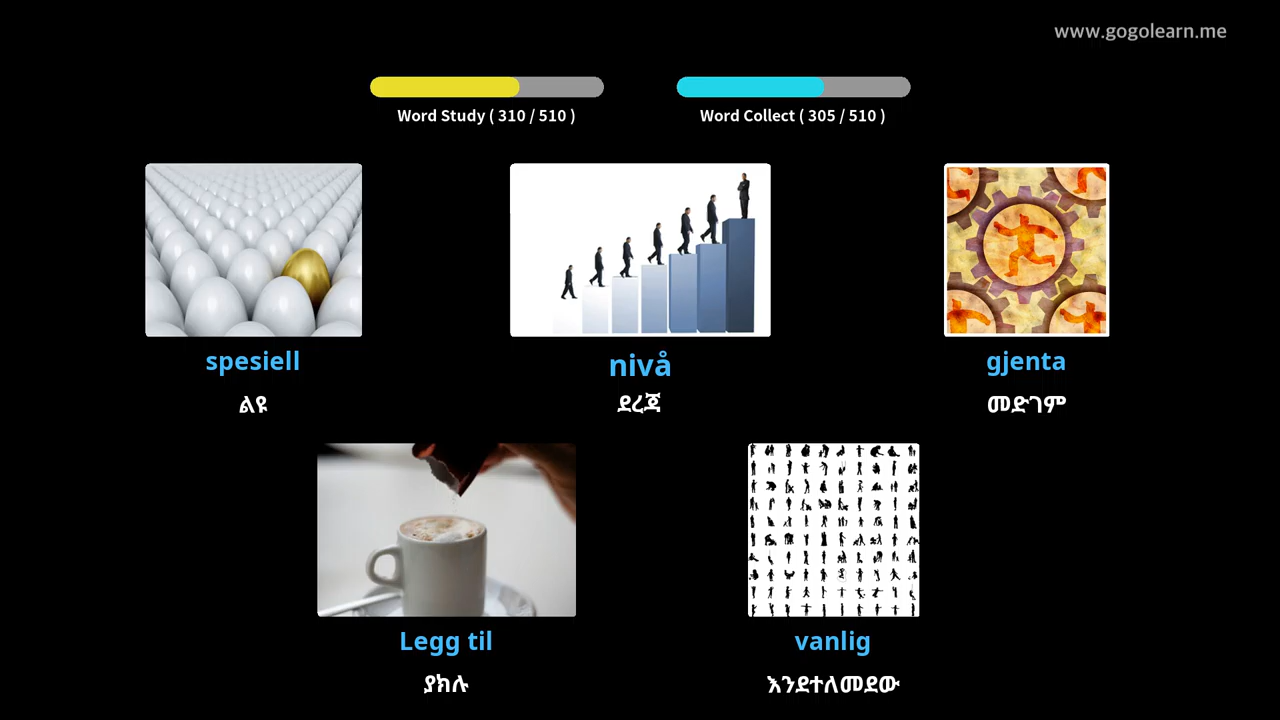 www.gogolearn.me
Word Study ( 310 / 510 )
Word Collect ( 305 / 510 )
spesiell
nivå
gjenta
ልዩ
ደረጃ
መድገም
Legg til
vanlig
ያክሉ
እንደተለመደው